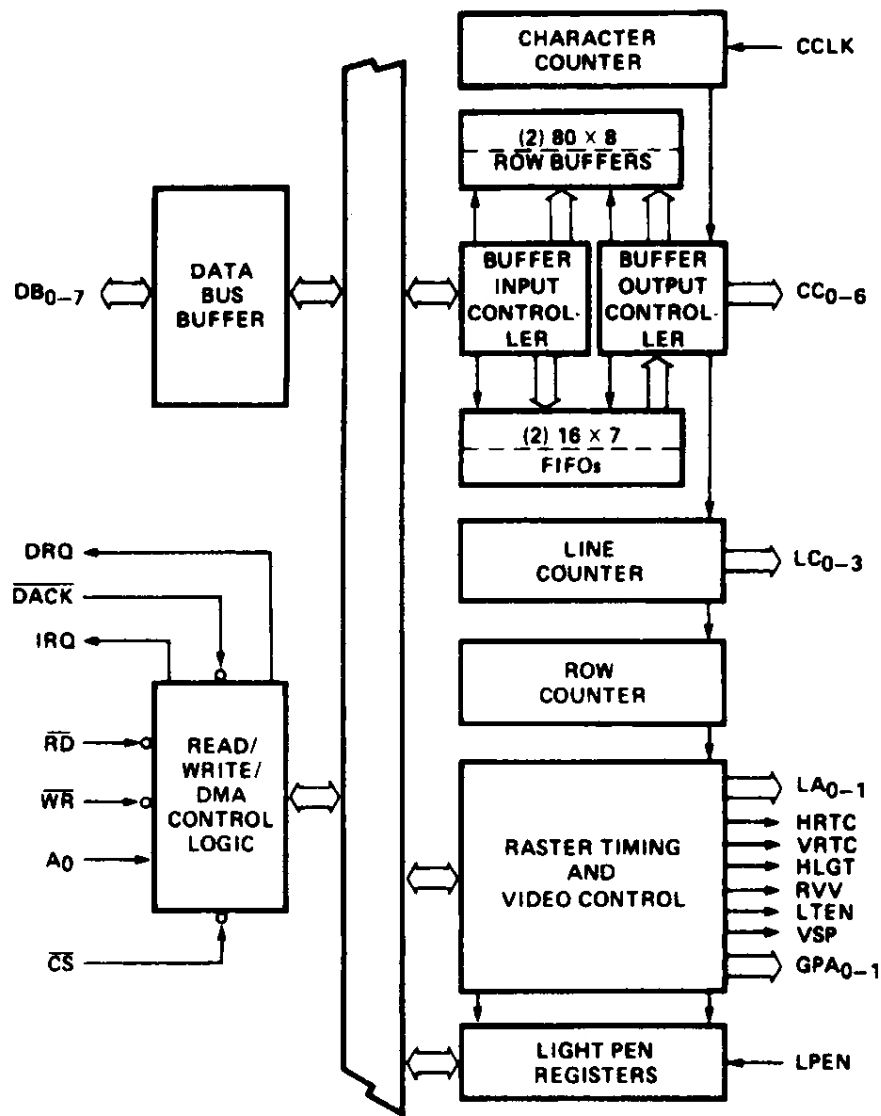 CHARACTER
COUNTER
CCLK
(2) 80 × 8
ROW BUFFERS
DATA
BUS
BUFFER
DB0–7
BUFFER
INPUT
CONTROL-
LER
BUFFER
OUTPUT
CONTROL-
LER
CC0–6
(2) 16 × 7
FIFOs
DRQ
DACK
IRQ
RD
WR
A0
CS
READ/
WRITE/
DMA
CONTROL
LOGIC
LINE
COUNTER
LC0–3
ROW
COUNTER
RASTER TIMING
AND
VIDEO CONTROL
LA0–1
HRTC
VRTC
HLGT
RVV
LTEN
VSP
GPA0–1
LIGHT PEN
REGISTERS
LPEN